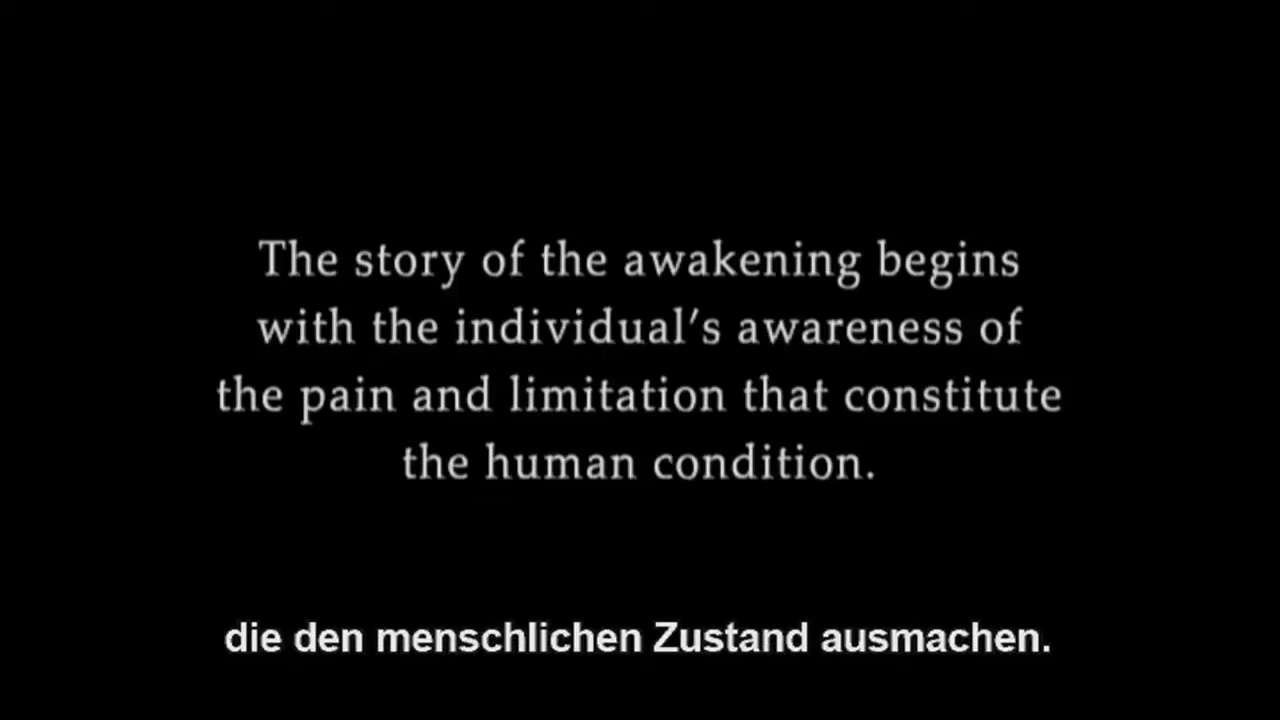 The story of the awakening begins
with the individual’s awareness of
the pain and limitation that constitute
the human condition.
die den menschlichen Zustand ausmachen.